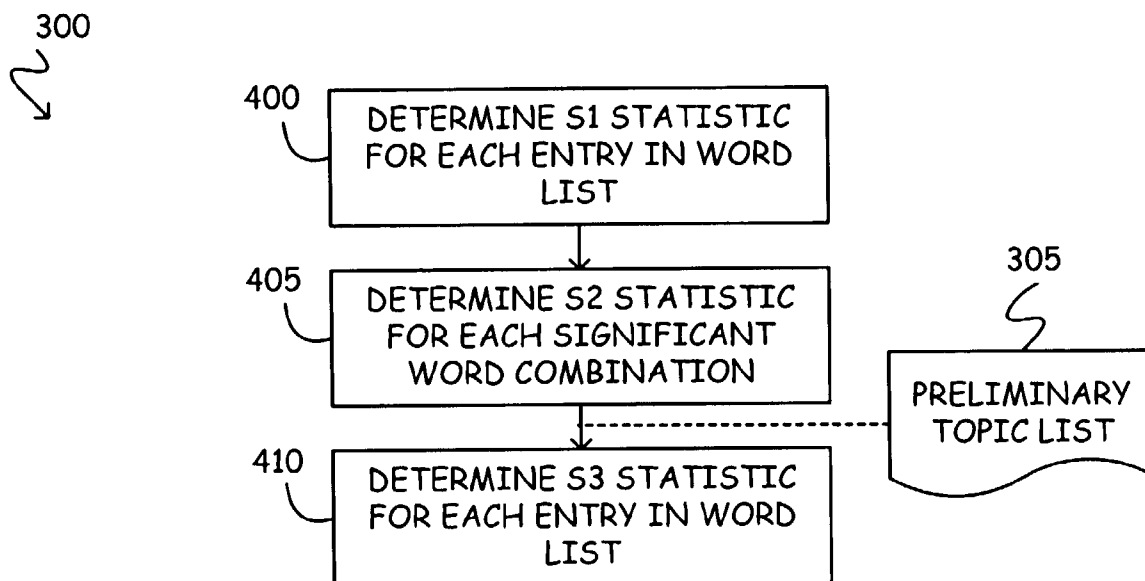 300
400
DETERMINE S1 STATISTIC
FOR EACH ENTRY IN WORD
LIST
405
DETERMINE S2 STATISTIC
FOR EACH SIGNIFICANT
WORD COMBINATION
305
PRELIMINARY
TOPIC LIST
410
DETERMINE S3 STATISTIC
FOR EACH ENTRY IN WORD
LIST